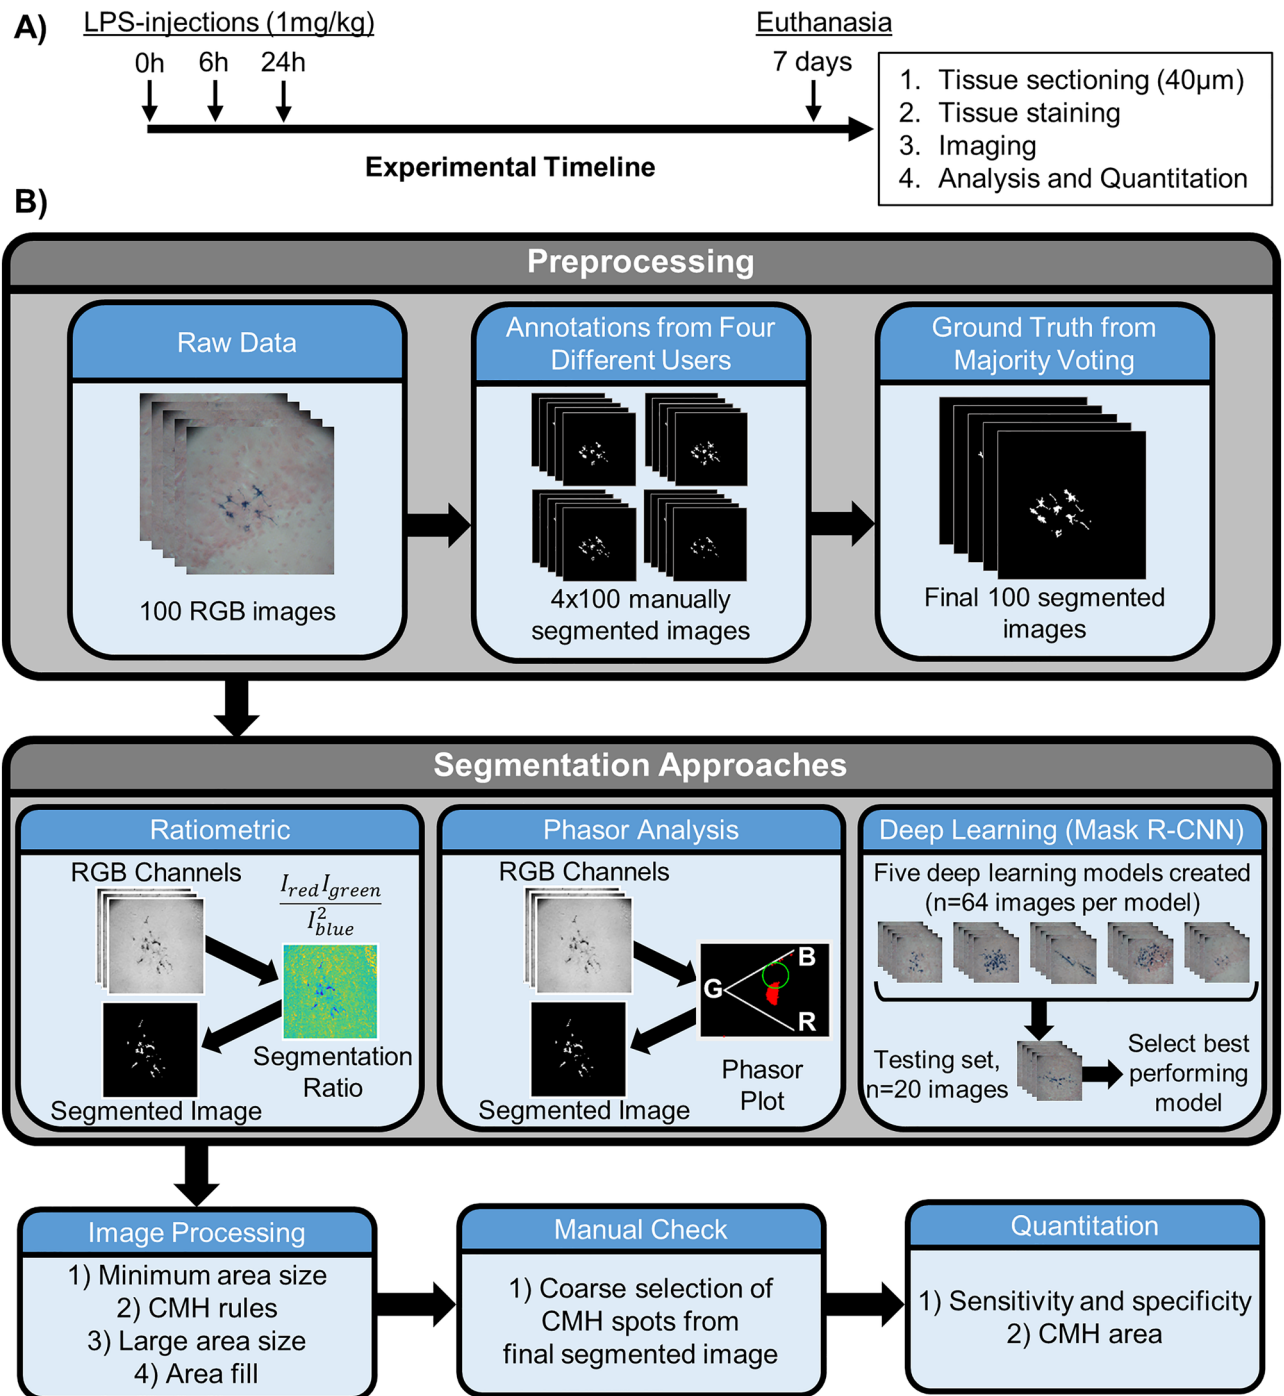 A)
LPS-injections (1mg/kg)
Euthanasia
0h 6h 24h
7 days
Experimental Timeline
1. Tissue sectioning (40µm)
2. Tissue staining
3. Imaging
4. Analysis and Quantitation
B)
Preprocessing
Raw Data
100 RGB images
Annotations from Four
Different Users
4x100 manually
segmented images
Ground Truth from
Majority Voting
Final 100 segmented
images
Segmentation Approaches
Ratiometric
RGB Channels
I_red I_green
I²_blue
Segmentation
Ratio
Segmented Image
Phasor Analysis
RGB Channels
G
B
R
Phasor
Plot
Segmented Image
Deep Learning (Mask R-CNN)
Five deep learning models created
(n=64 images per model)
Testing set,
n=20 images
Select best
performing
model
Image Processing
1) Minimum area size
2) CMH rules
3) Large area size
4) Area fill
Manual Check
1) Coarse selection of
CMH spots from
final segmented image
Quantitation
1) Sensitivity and specificity
2) CMH area